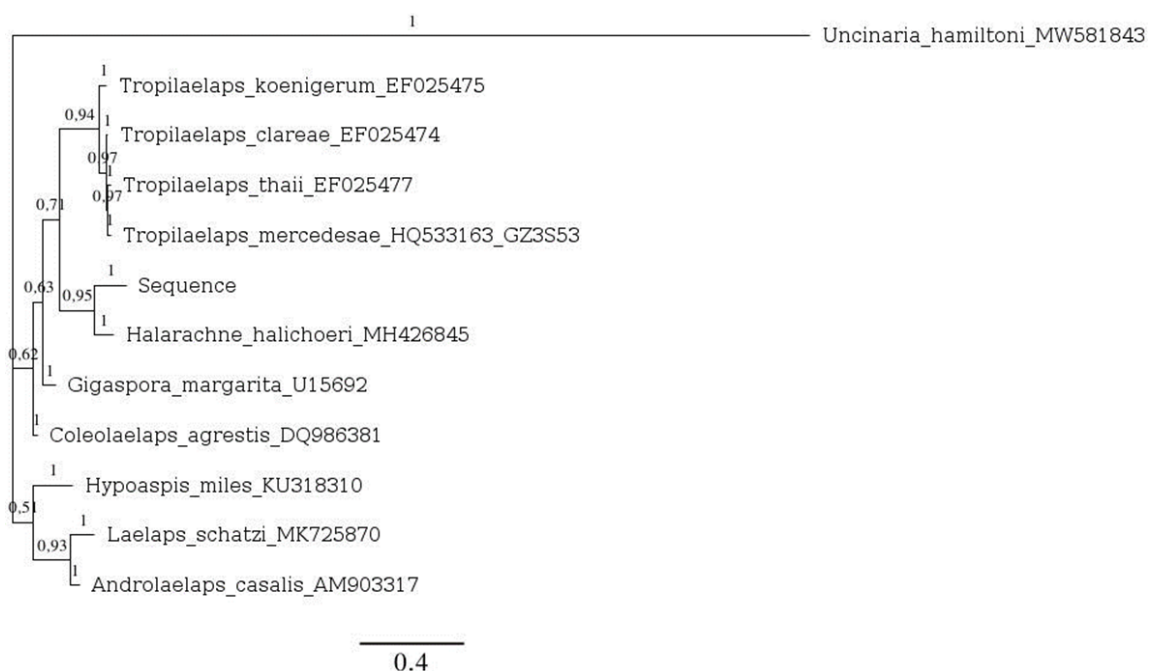 1
Uncinaria_hamiltoni_MW581843
1
Tropilaelaps_koenigerum_EF025475
0,94
1
Tropilaelaps_clareae_EF025474
0,97
1
Tropilaelaps_thaii_EF025477
0,97
0,71
1
Tropilaelaps_mercedesae_HQ533163_GZ3S53
1
Sequence
0,63
0,95
1
Halarachne_halichoeri_MH426845
0,62
1
Gigaspora_margarita_U15692
1
Coleolaelaps_agrestis_DQ986381
1
Hypoaspis_miles_KU318310
0,51
1
Laelaps_schatzi_MK725870
0,93
1
Androlaelaps_casalis_AM903317
0.4